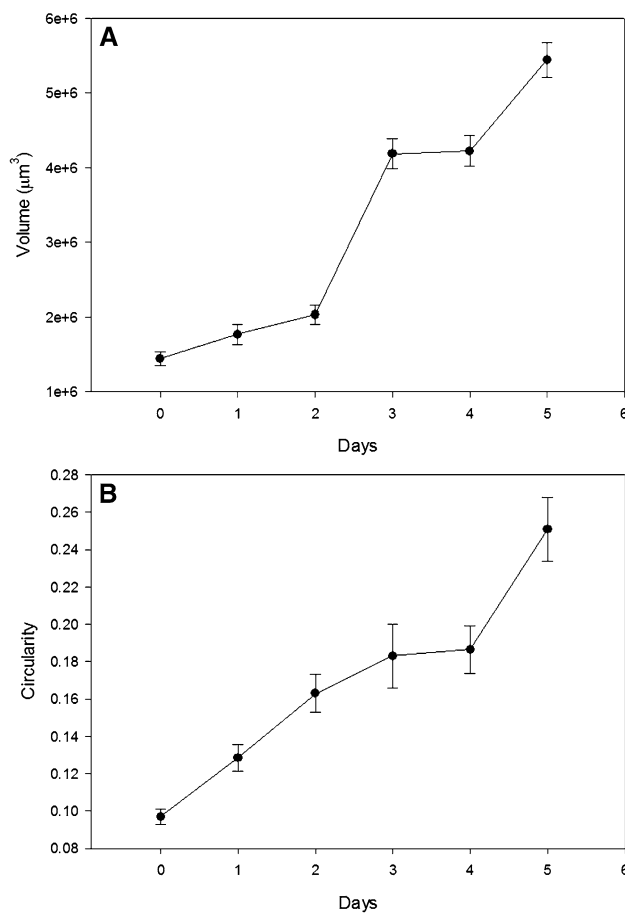 A
6e+6
5e+6
4e+6
3e+6
2e+6
1e+6
Volume (μm³)
0 1 2 3 4 5 6
Days
B
0.28
0.26
0.24
0.22
0.20
0.18
0.16
0.14
0.12
0.10
0.08
Circularity
0 1 2 3 4 5 6
Days